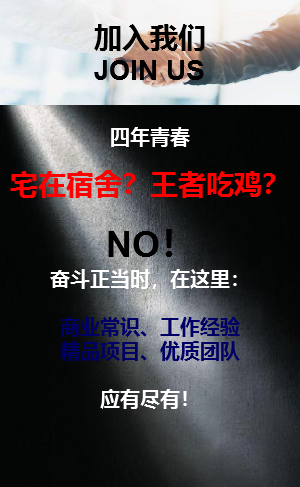 加入我们
JOIN US
四年青春
宅在宿舍？王者吃鸡？
NO！
奋斗正当时，在这里：
商业常识、工作经验
精品项目、优质团队
应有尽有！